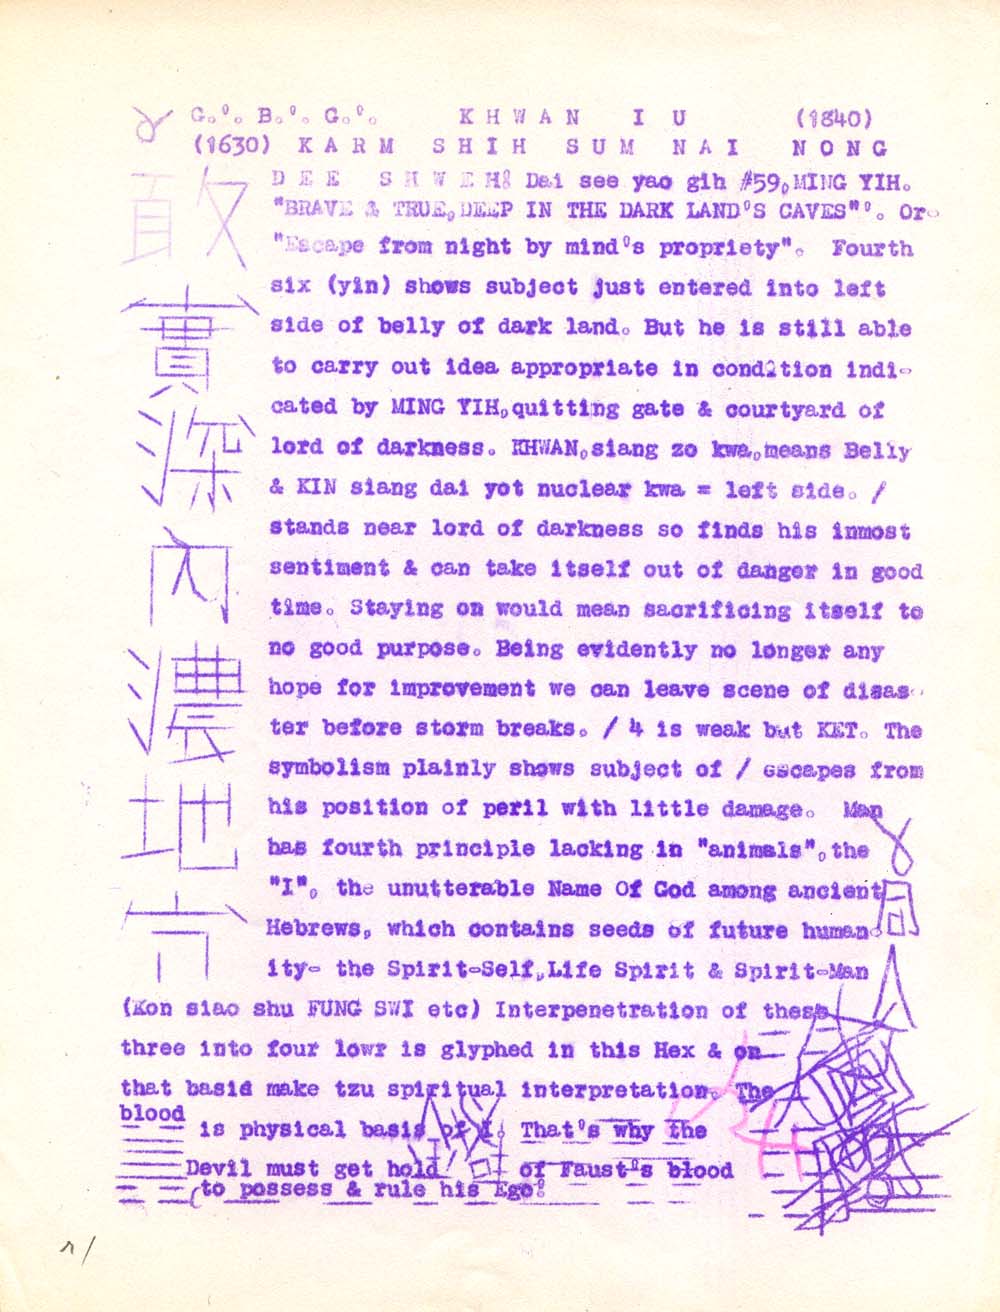 G.°. B.°. G.°. KHWAN IU (1840)
(1630) KARM SHIH SUM NAI NONG
DEE SHWEH! Dai see yao gih #59, MING YIH.
"BRAVE & TRUE, DEEP IN THE DARK LAND'S CAVES"'. Or-
"Escape from night by mind's propriety". Fourth
six (yin) shows subject just entered into left
side of belly of dark land. But he is still able
to carry out idea appropriate in condition indi-
cated by MING YIH, quitting gate & courtyard of
lord of darkness. KHWAN, siang zo kwa, means Belly
& KIN siang dai yot nuclear kwa = left side. /
stands near lord of darkness so finds his inmost
sentiment & can take itself out of danger in good
time. Staying on would mean sacrificing itself to
no good purpose. Being evidently no longer any
hope for improvement we can leave scene of disas-
ter before storm breaks. / 4 is weak but KET. The
symbolism plainly shows subject of / escapes from
his position of peril with little damage. Man
has fourth principle lacking in "animals", the
"I", the unutterable Name Of God among ancient
Hebrews, which contains seeds of future human-
ity- the Spirit-Self, Life Spirit & Spirit-Man
(Kon siao shu FUNG SWI etc) Interpenetration of these
three into four lowr is glyphed in this Hex & on
that basid make tzu spiritual interpretation. The
blood
is physical basis of I. That's why the
Devil must get hold of Faust's blood
(to possess & rule his Ego!
敢
實
深
內
濃
地
穴